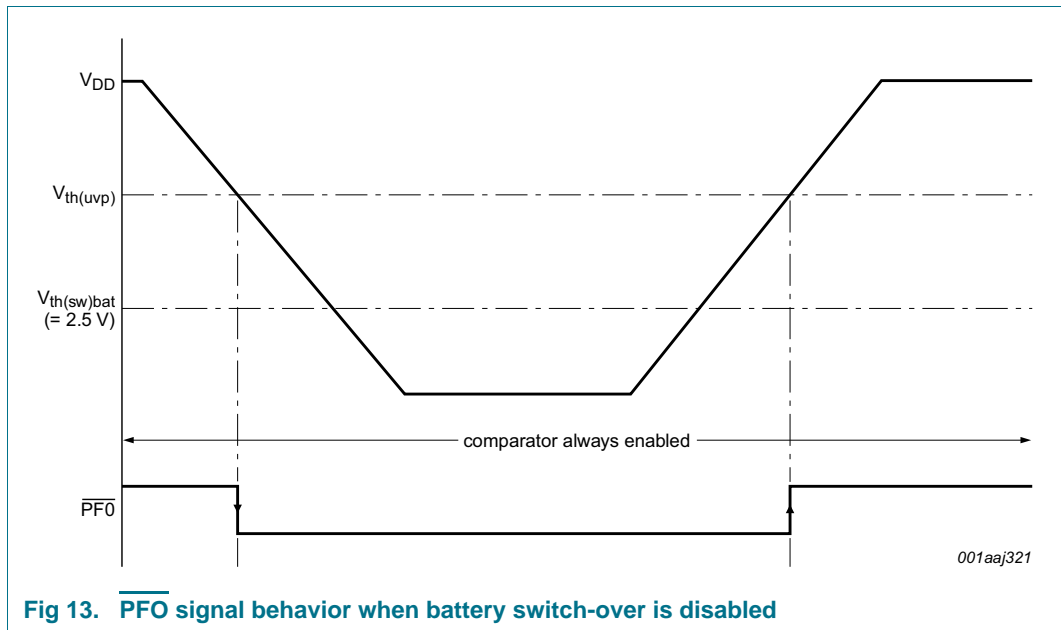 VDD
Vth(uvp)
Vth(sw)bat
(= 2.5 V)
comparator always enabled
PF0
001aaj321
Fig 13. PFO signal behavior when battery switch-over is disabled